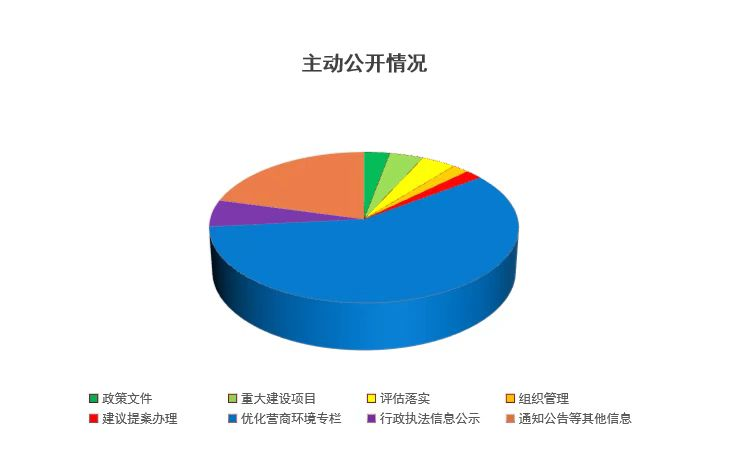 主动公开情况
政策文件 重大建设项目 评估落实 组织管理
建议提案办理 优化营商环境专栏 行政执法信息公示 通知公告等其他信息